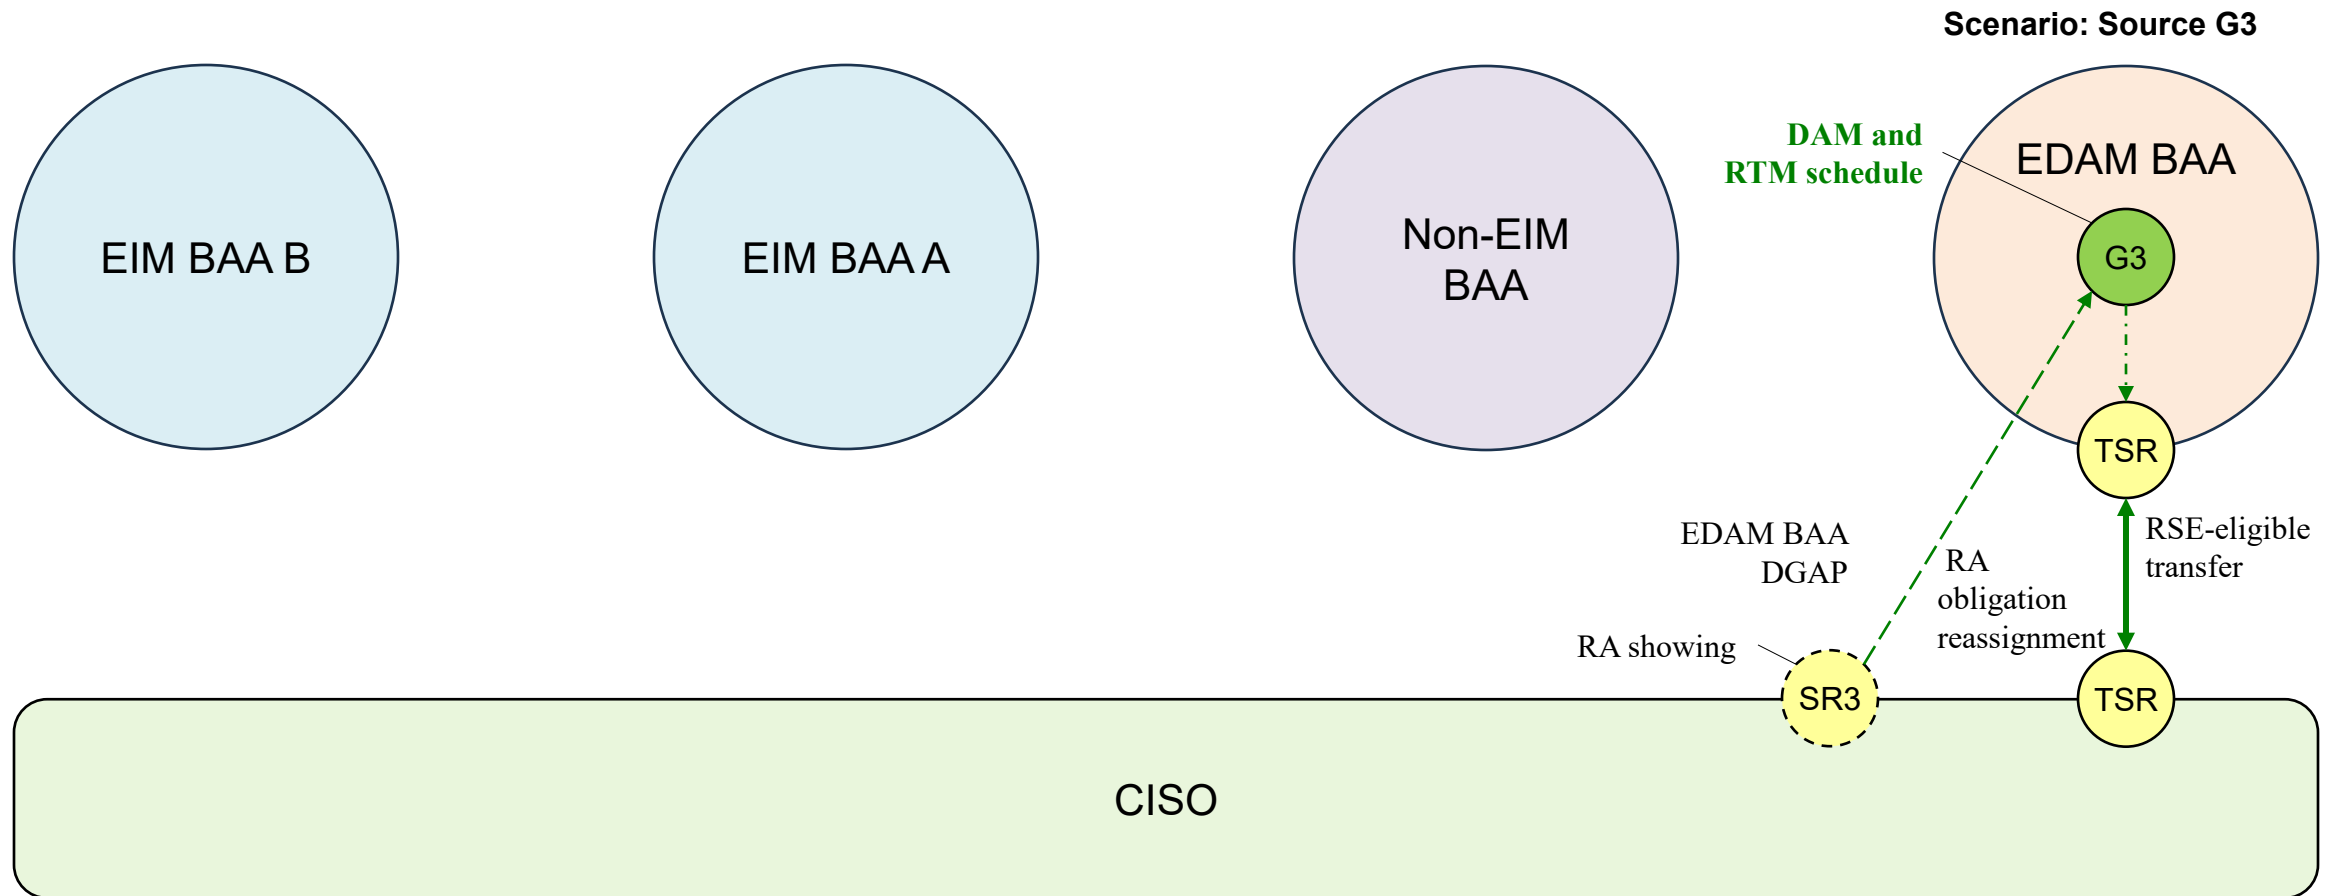 Scenario: Source G3
EIM BAA B
EIM BAA A
Non-EIM
BAA
DAM and
RTM schedule
EDAM BAA
G3
TSR
EDAM BAA
DGAP
RA
obligation
reassignment
RSE-eligible
transfer
RA showing
SR3
TSR
CISO